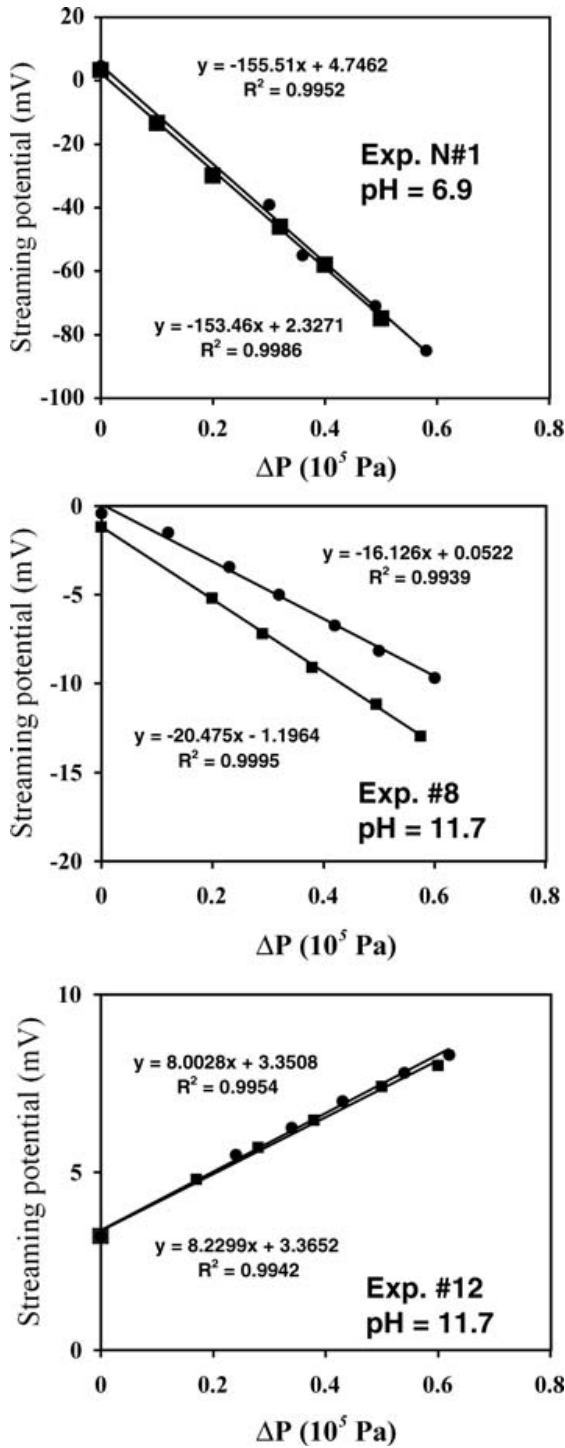 y = -155.51x + 4.7462
R² = 0.9952
Exp. N#1
pH = 6.9
y = -153.46x + 2.3271
R² = 0.9986
Streaming potential (mV)
20
0
-20
-40
-60
-80
-100
0 0.2 0.4 0.6 0.8
ΔP (10⁵ Pa)
y = -16.126x + 0.0522
R² = 0.9939
y = -20.475x - 1.1964
R² = 0.9995
Exp. #8
pH = 11.7
Streaming potential (mV)
0
-5
-10
-15
-20
0 0.2 0.4 0.6 0.8
ΔP (10⁵ Pa)
y = 8.0028x + 3.3508
R² = 0.9954
y = 8.2299x + 3.3652
R² = 0.9942
Exp. #12
pH = 11.7
Streaming potential (mV)
10
5
0
0 0.2 0.4 0.6 0.8
ΔP (10⁵ Pa)